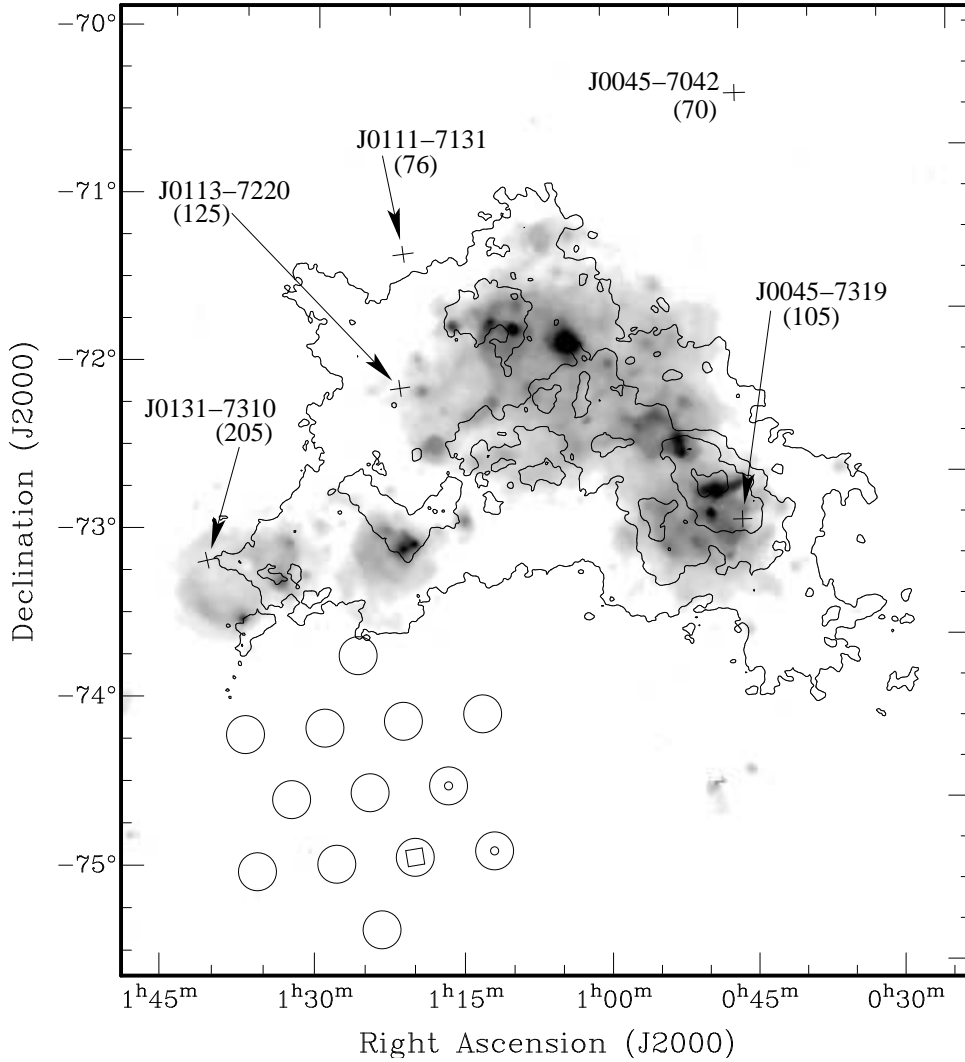 −70°
J0045−7042
(70)
J0111−7131
(76)
−71°
J0113−7220
(125)
J0045−7319
(105)
−72°
J0131−7310
(205)
−73°
−74°
−75°
Declination (J2000)
1ʰ45ᵐ 1ʰ30ᵐ 1ʰ15ᵐ 1ʰ00ᵐ 0ʰ45ᵐ 0ʰ30ᵐ
Right Ascension (J2000)